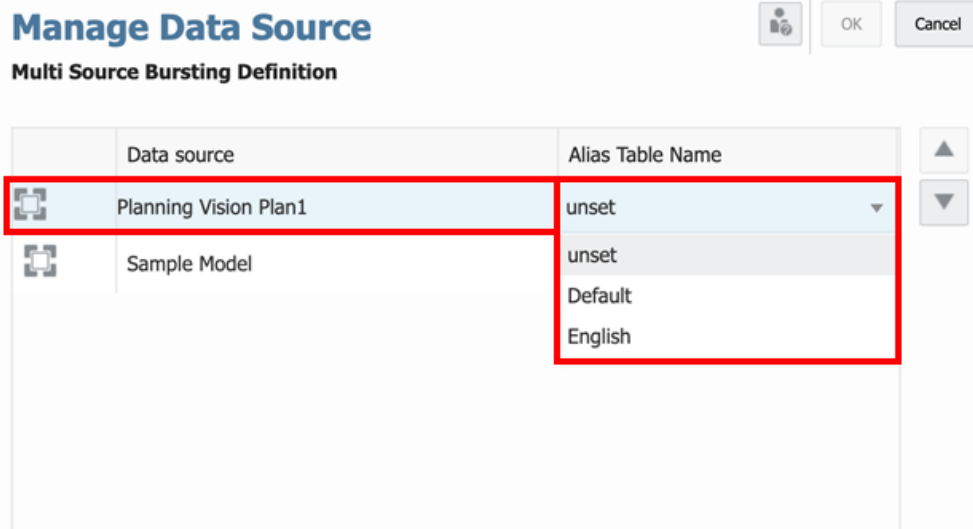 Manage Data Source
OK
Cancel
Multi Source Bursting Definition
Data source
Alias Table Name
Planning Vision Plan1
unset
unset
Sample Model
Default
English